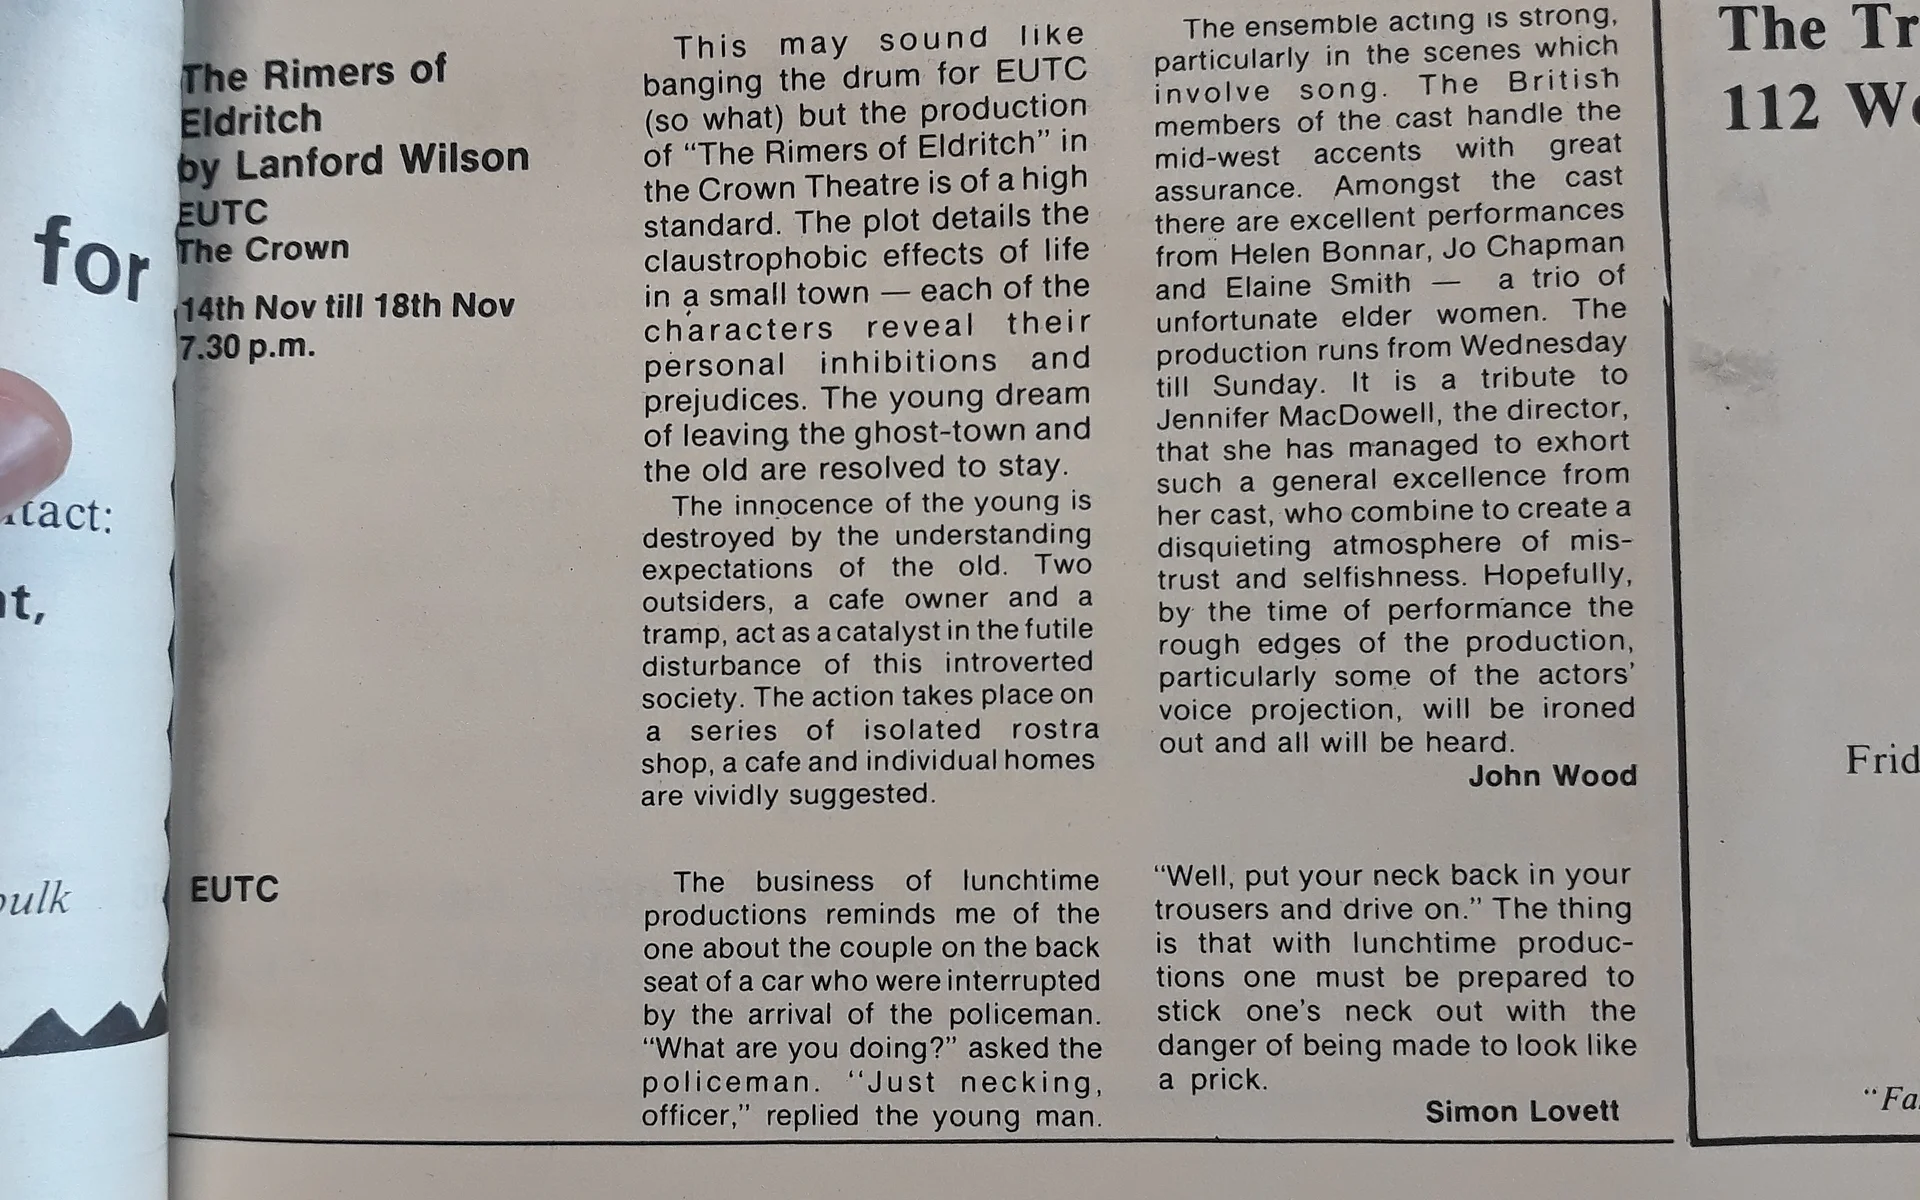 for
ntact:
nt,
bulk
The Rimers of
Eldritch
by Lanford Wilson
EUTC
The Crown
14th Nov till 18th Nov
7.30 p.m.
This may sound like
banging the drum for EUTC
(so what) but the production
of “The Rimers of Eldritch” in
the Crown Theatre is of a high
standard. The plot details the
claustrophobic effects of life
in a small town — each of the
characters reveal their
personal inhibitions and
prejudices. The young dream
of leaving the ghost-town and
the old are resolved to stay.
The innocence of the young is
destroyed by the understanding
expectations of the old. Two
outsiders, a cafe owner and a
tramp, act as a catalyst in the futile
disturbance of this introverted
society. The action takes place on
a series of isolated rostra
shop, a cafe and individual homes
are vividly suggested.
The ensemble acting is strong,
particularly in the scenes which
involve song. The British
members of the cast handle the
mid-west accents with great
assurance. Amongst the cast
there are excellent performances
from Helen Bonnar, Jo Chapman
and Elaine Smith — a trio of
unfortunate elder women. The
production runs from Wednesday
till Sunday. It is a tribute to
Jennifer MacDowell, the director,
that she has managed to exhort
such a general excellence from
her cast, who combine to create a
disquieting atmosphere of mis-
trust and selfishness. Hopefully,
by the time of performance the
rough edges of the production,
particularly some of the actors’
voice projection, will be ironed
out and all will be heard.
John Wood
EUTC
The business of lunchtime
productions reminds me of the
one about the couple on the back
seat of a car who were interrupted
by the arrival of the policeman.
“What are you doing?” asked the
policeman. “Just necking,
officer,” replied the young man.
“Well, put your neck back in your
trousers and drive on.” The thing
is that with lunchtime produc-
tions one must be prepared to
stick one’s neck out with the
danger of being made to look like
a prick.
Simon Lovett
The Tr
112 We
Frid
“Fa